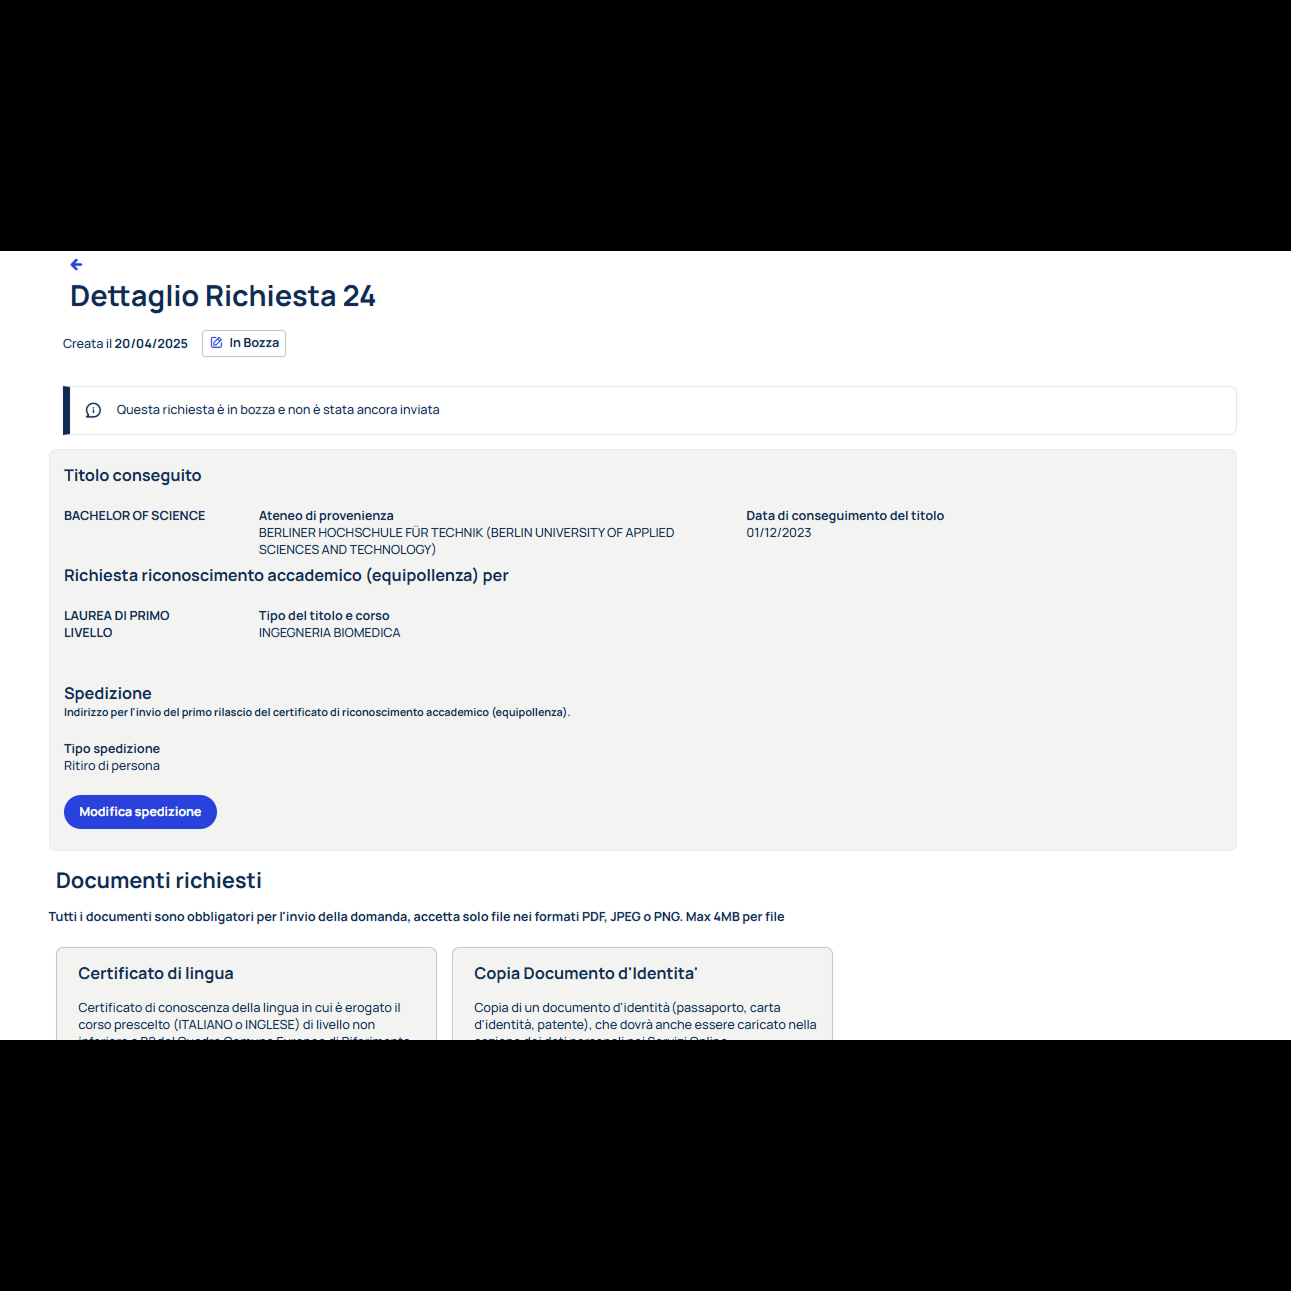 Dettaglio Richiesta 24
Creata il 20/04/2025 In Bozza
Questa richiesta è in bozza e non è stata ancora inviata
Titolo conseguito
BACHELOR OF SCIENCE
Ateneo di provenienza
BERLINER HOCHSCHULE FÜR TECHNIK (BERLIN UNIVERSITY OF APPLIED
SCIENCES AND TECHNOLOGY)
Data di conseguimento del titolo
01/12/2023
Richiesta riconoscimento accademico (equipollenza) per
LAUREA DI PRIMO
LIVELLO
Tipo del titolo e corso
INGEGNERIA BIOMEDICA
Spedizione
Indirizzo per l'invio del primo rilascio del certificato di riconoscimento accademico (equipollenza).
Tipo spedizione
Ritiro di persona
Modifica spedizione
Documenti richiesti
Tutti i documenti sono obbligatori per l'invio della domanda, accetta solo file nei formati PDF, JPEG o PNG. Max 4MB per file
Certificato di lingua
Certificato di conoscenza della lingua in cui è erogato il
corso prescelto (ITALIANO o INGLESE) di livello non
Copia Documento d'Identita'
Copia di un documento d'identità (passaporto, carta
d'identità, patente), che dovrà anche essere caricato nella